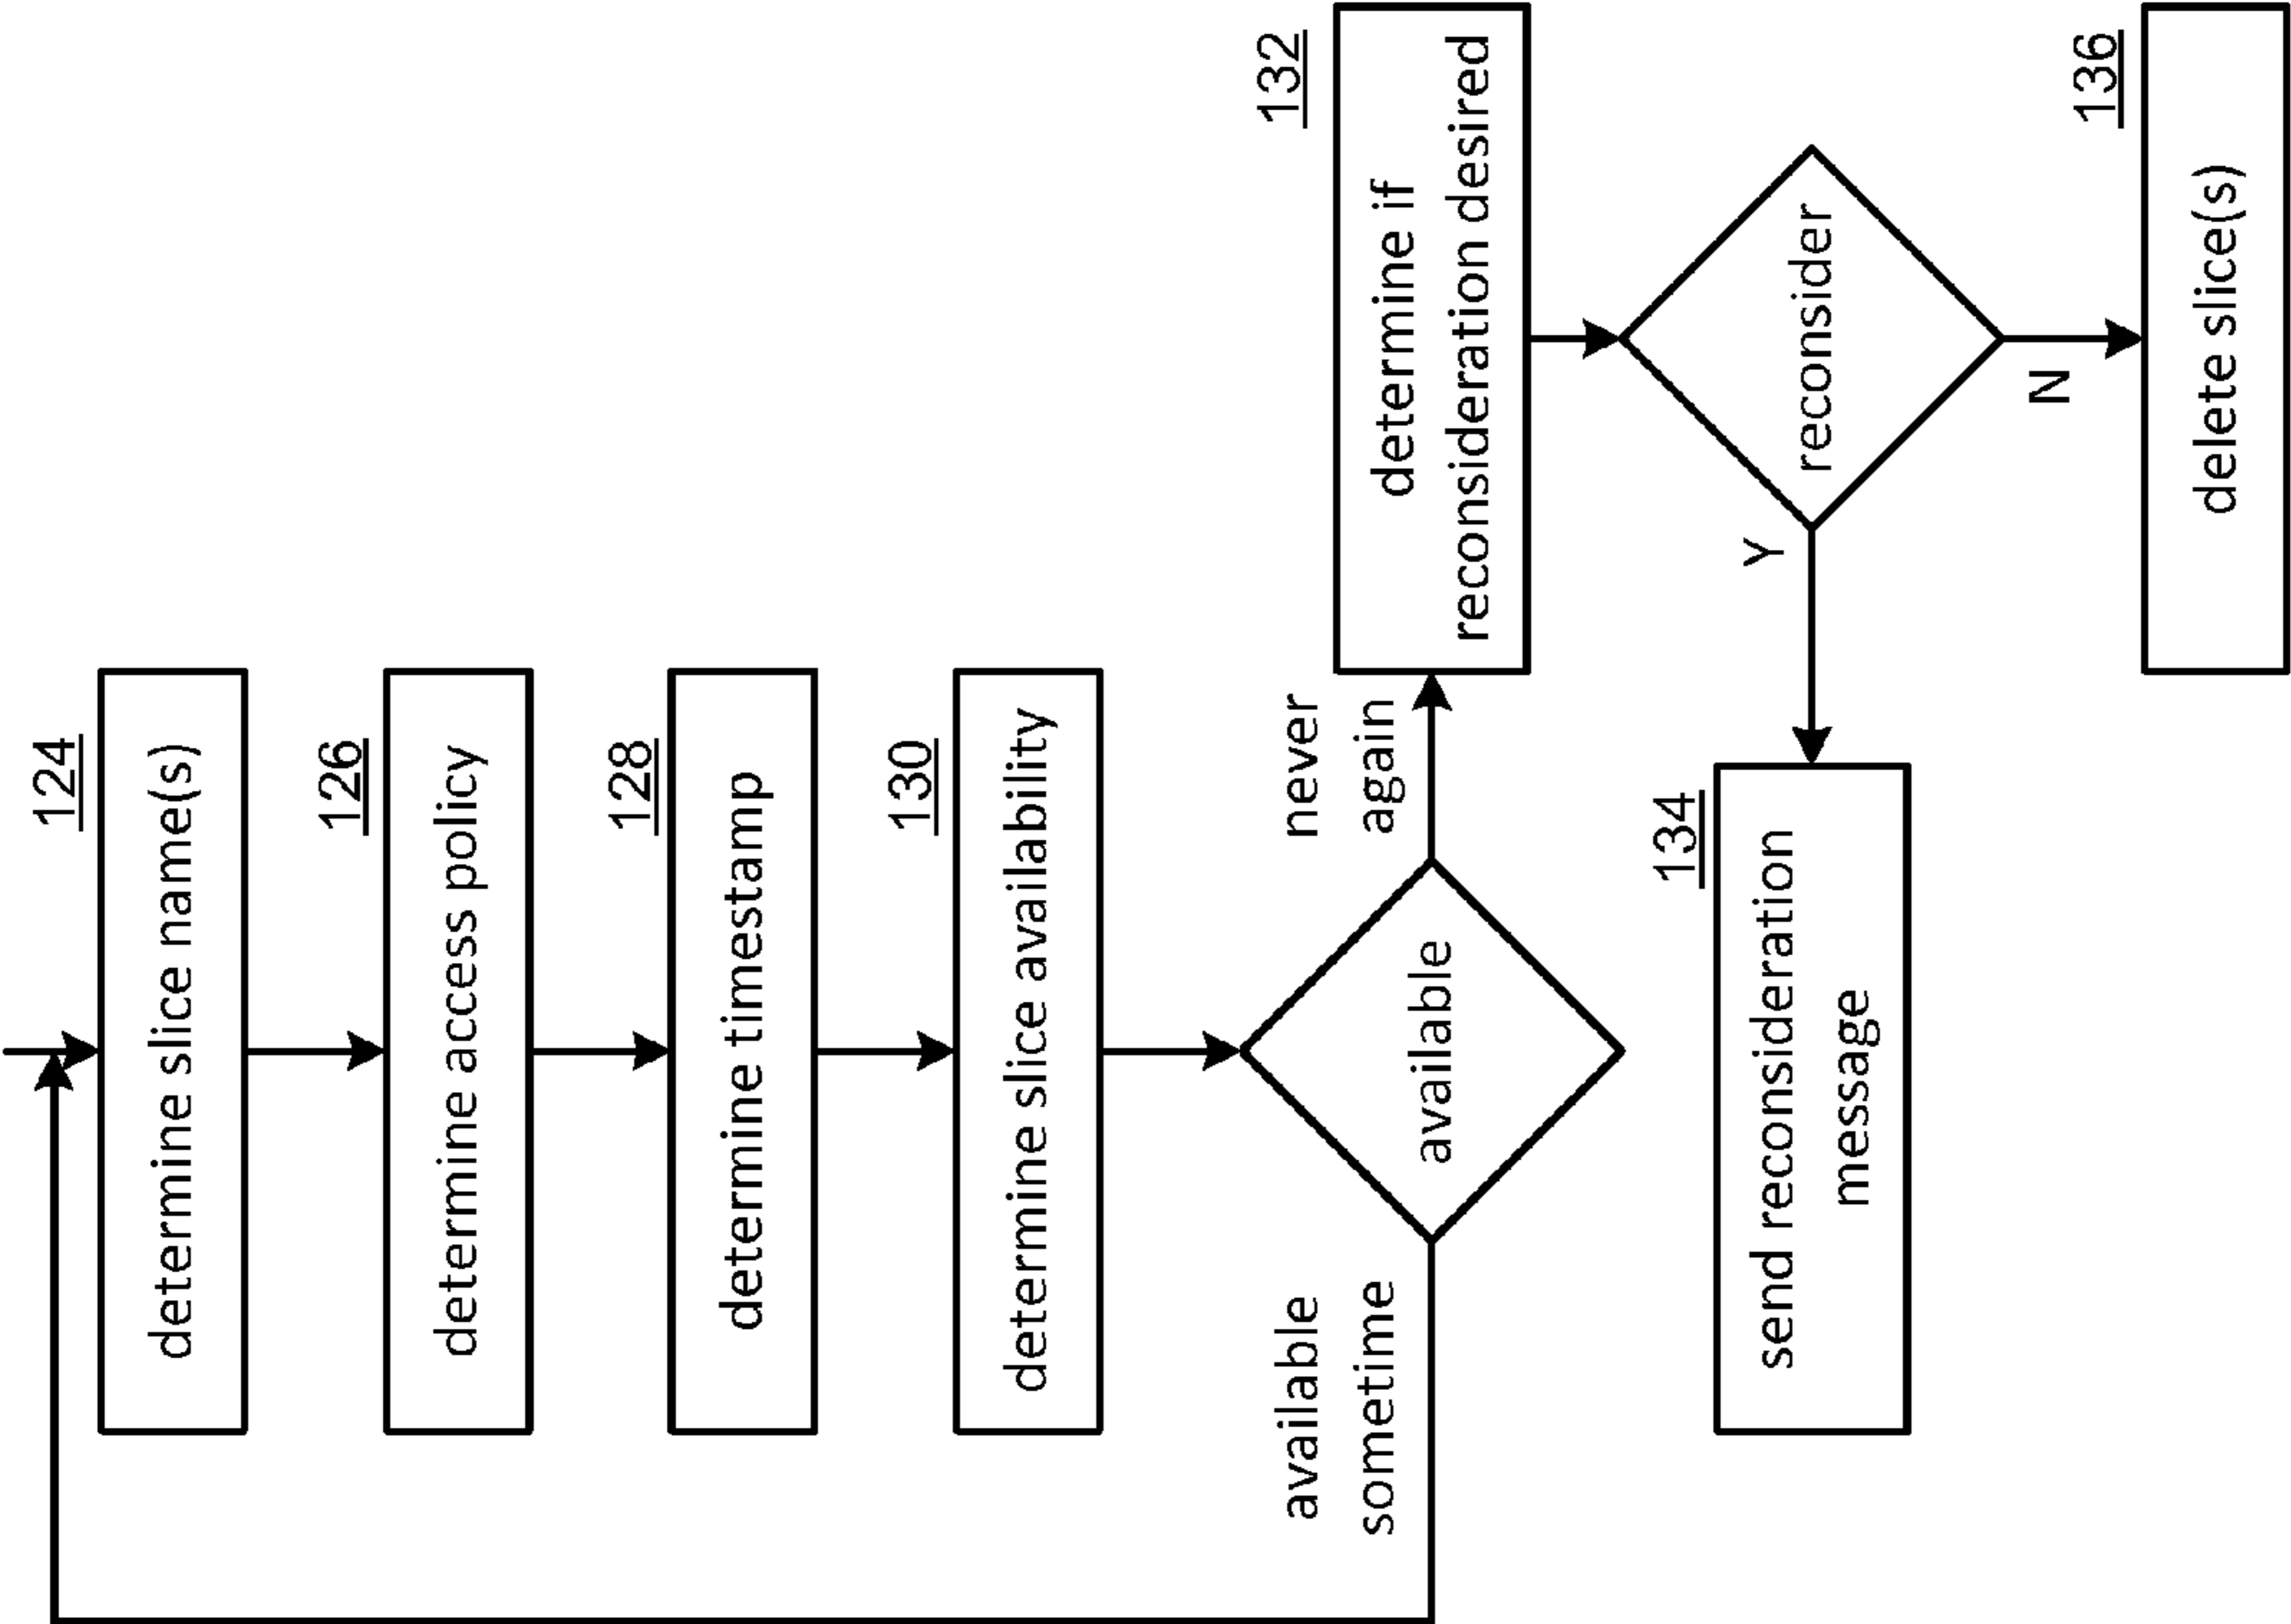 124
determine slice name(s)
126
determine access policy
128
determine timestamp
130
determine slice availability
available
sometime
available
never
again
132
determine if
reconsideration desired
reconsider
Y
N
134
send reconsideration
message
136
delete slice(s)